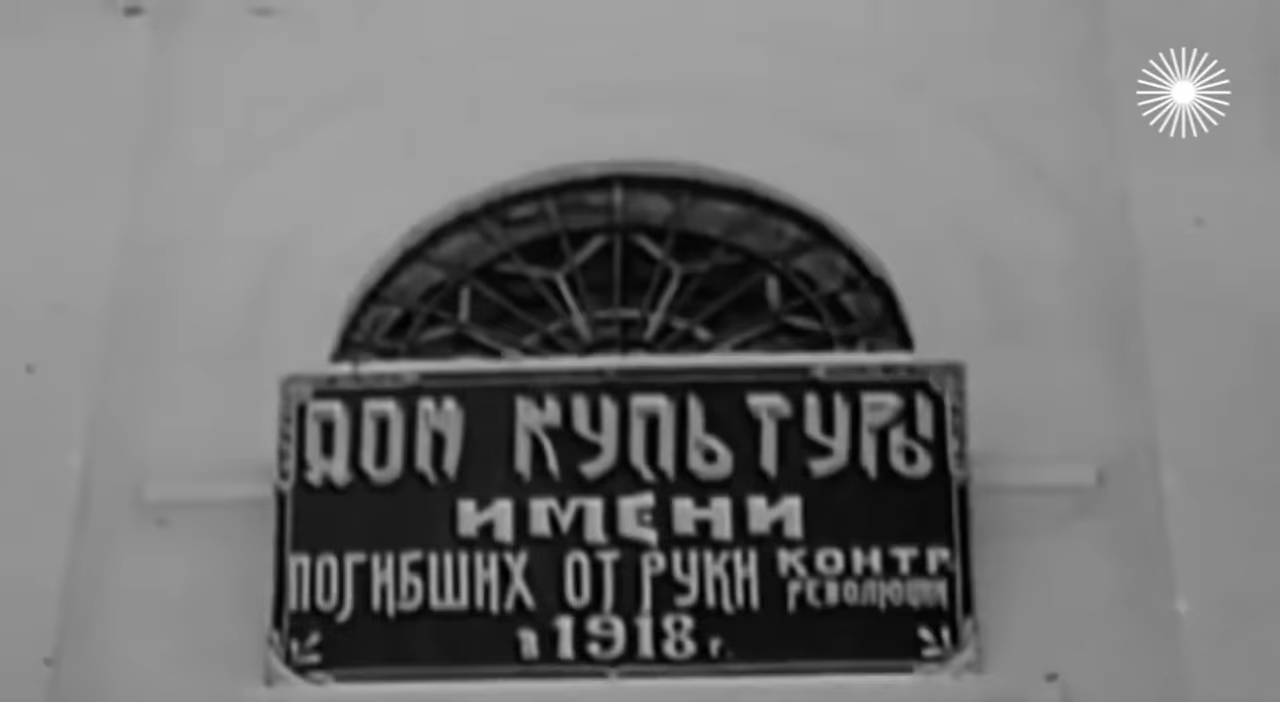 ДОМ КУЛЬТУРЫ
ИМЕНИ
ПОГИБШИХ ОТ РУКИ КОНТР
РЕВОЛЮЦИИ
в 1918 г.